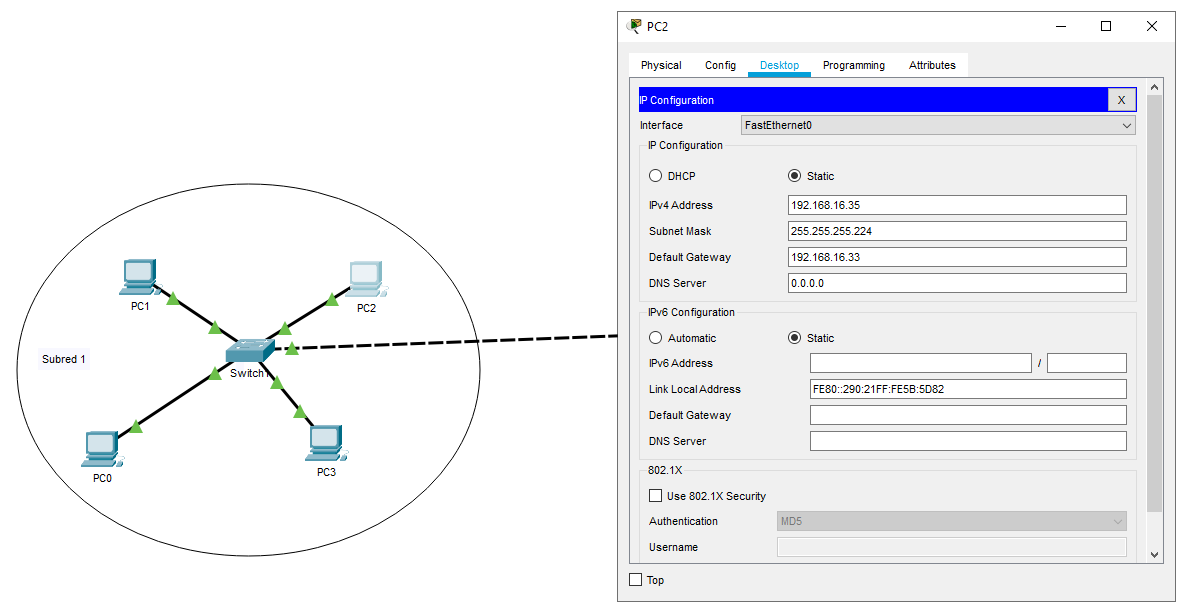 PC2
Physical Config Desktop Programming Attributes
IP Configuration X
Interface FastEthernet0
IP Configuration
DHCP Static
IPv4 Address 192.168.16.35
Subnet Mask 255.255.255.224
Default Gateway 192.168.16.33
DNS Server 0.0.0.0
IPv6 Configuration
Automatic Static
IPv6 Address /
Link Local Address FE80::290:21FF:FE5B:5D82
Default Gateway
DNS Server
802.1X
Use 802.1X Security
Authentication MD5
Username
Top
PC1
PC2
Subred 1
Switch1
PC0
PC3